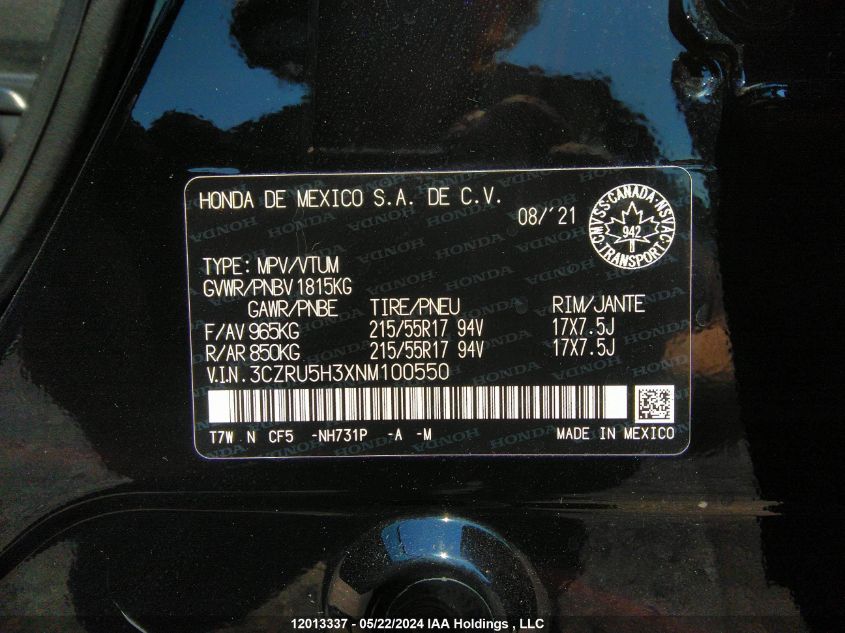 HONDA DE MEXICO S.A. DE C.V.
08/'21
CMVSS·CANADA·NSVAC
942
TRANSPORT
TYPE: MPV/VTUM
GVWR/PNBV 1815KG
GAWR/PNBE TIRE/PNEU RIM/JANTE
F/AV 965KG 215/55R17 94V 17X7.5J
R/AR 850KG 215/55R17 94V 17X7.5J
V.I.N. 3CZRU5H3XNM100550
T7W N CF5 -NH731P -A -M MADE IN MEXICO
12013337 - 05/22/2024 IAA Holdings , LLC